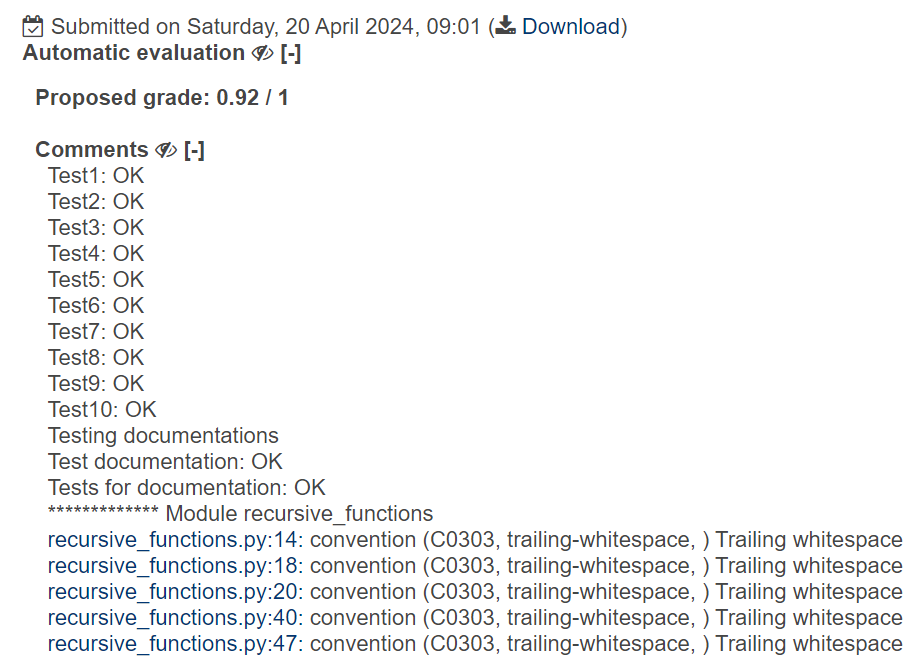 Submitted on Saturday, 20 April 2024, 09:01 (Download)
Automatic evaluation [-]
Proposed grade: 0.92 / 1
Comments [-]
Test1: OK
Test2: OK
Test3: OK
Test4: OK
Test5: OK
Test6: OK
Test7: OK
Test8: OK
Test9: OK
Test10: OK
Testing documentations
Test documentation: OK
Tests for documentation: OK
************* Module recursive_functions
recursive_functions.py:14: convention (C0303, trailing-whitespace, ) Trailing whitespace
recursive_functions.py:18: convention (C0303, trailing-whitespace, ) Trailing whitespace
recursive_functions.py:20: convention (C0303, trailing-whitespace, ) Trailing whitespace
recursive_functions.py:40: convention (C0303, trailing-whitespace, ) Trailing whitespace
recursive_functions.py:47: convention (C0303, trailing-whitespace, ) Trailing whitespace